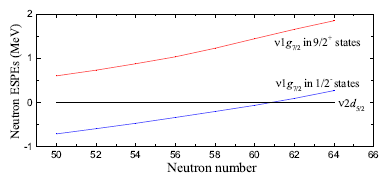 2
1
0
-1
Neutron ESPEs (MeV)
ν1g7/2 in 9/2+ states
ν1g7/2 in 1/2- states
ν2d5/2
50 52 54 56 58 60 62 64 66
Neutron number